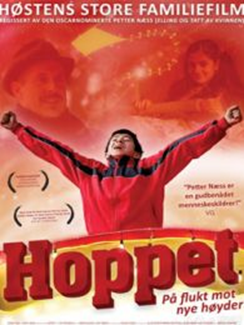 HØSTENS STORE FAMILIEFILM
REGISSERT AV DEN OSCARNOMINERTE PETTER NÆSS (ELLING OG TATT AV KVINNEN)
"Petter Næss er
en gudbenådet
menneskeskildrer!"
VG
Hoppet
På flukt mot
nye høyder